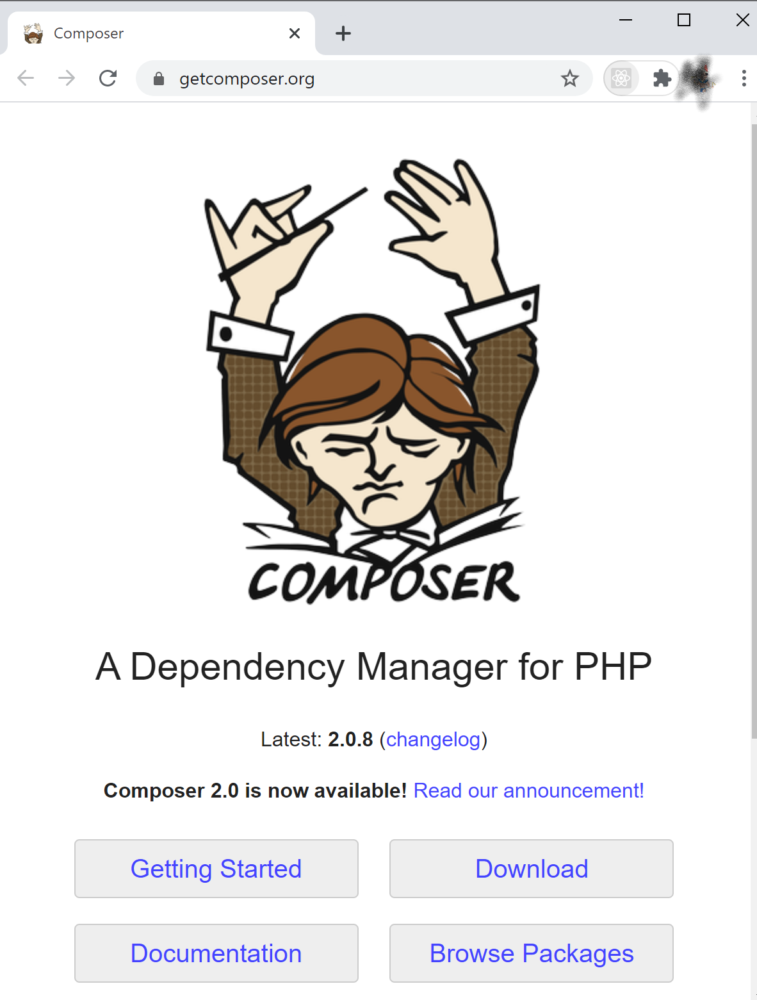 Composer
getcomposer.org
COMPOSER
A Dependency Manager for PHP
Latest: 2.0.8 (changelog)
Composer 2.0 is now available! Read our announcement!
Getting Started
Download
Documentation
Browse Packages